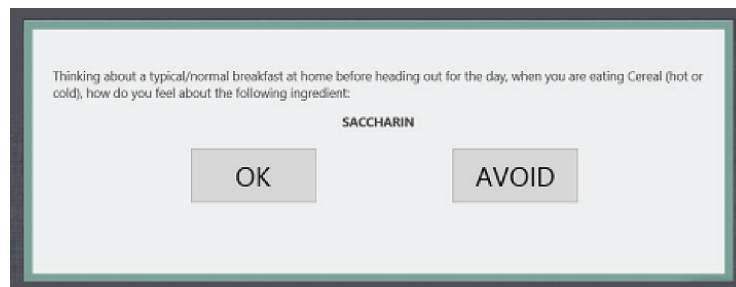 Thinking about a typical/normal breakfast at home before heading out for the day, when you are eating Cereal (hot or
cold), how do you feel about the following ingredient:
SACCHARIN
OK AVOID